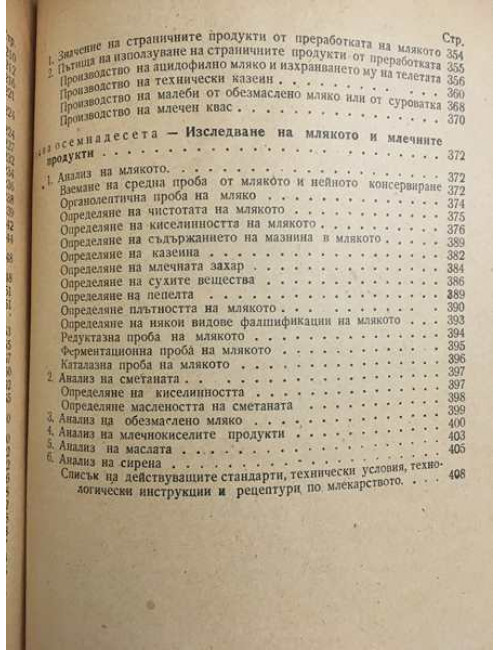 Стр.
1. Значение на страничните продукти от преработката на млякото 354
2. Пътища на използуване на страничните продукти от преработката 355
Производство на ацидофилно мляко и изхранването му на телетата 356
Производство на технически казеин . . . . . . . . . . . . 360
Производство на малеби от обезмаслено мляко или от суроватка 368
Производство на млечен квас . . . . . . . . . . . . . . 370
ава осемнадесета — Изследване на млякото и млечните
продукти . . . . . . . . . . . . . . . . . . . . . . . 372
1. Анализ на млякото. . . . . . . . . . . . . . . . . . . 372
Вземане на средна проба от млякото и нейното консервиране 372
Органолептична проба на мляко . . . . . . . . . . . . 374
Определяне на чистотата на млякото . . . . . . . . . . 375
Определяне на киселинността на млякото . . . . . . . . 376
Определяне на съдържанието на мазнина в млякото . . . . 389
Определяне на казеина . . . . . . . . . . . . . . . . 382
Определяне на млечната захар . . . . . . . . . . . . . 384
Определяне на сухите вещества . . . . . . . . . . . . 386
Определяне на пепелта . . . . . . . . . . . . . . . . 389
Определяне плътността на млякото . . . . . . . . . . . 390
Определяне на някои видове фалшификации на млякото . . . 393
Редуктазна проба на млякото . . . . . . . . . . . . . 394
Ферментационна проба на млякото . . . . . . . . . . . 395
Каталазна проба на млякото . . . . . . . . . . . . . . 396
2. Анализ на сметаната . . . . . . . . . . . . . . . . . 397
Определяне на киселинността . . . . . . . . . . . . . 397
Определяне маслеността на сметаната . . . . . . . . . . 398
3. Анализ на обезмаслено мляко . . . . . . . . . . . . . 399
4. Анализ на млечнокиселите продукти . . . . . . . . . . 400
5. Анализ на маслата . . . . . . . . . . . . . . . . . . 403
6. Анализ на сирена . . . . . . . . . . . . . . . . . . 405
Списък на действуващите стандарти, технически условия, техно-
логически инструкции и рецептури по млекарството. . . . 408